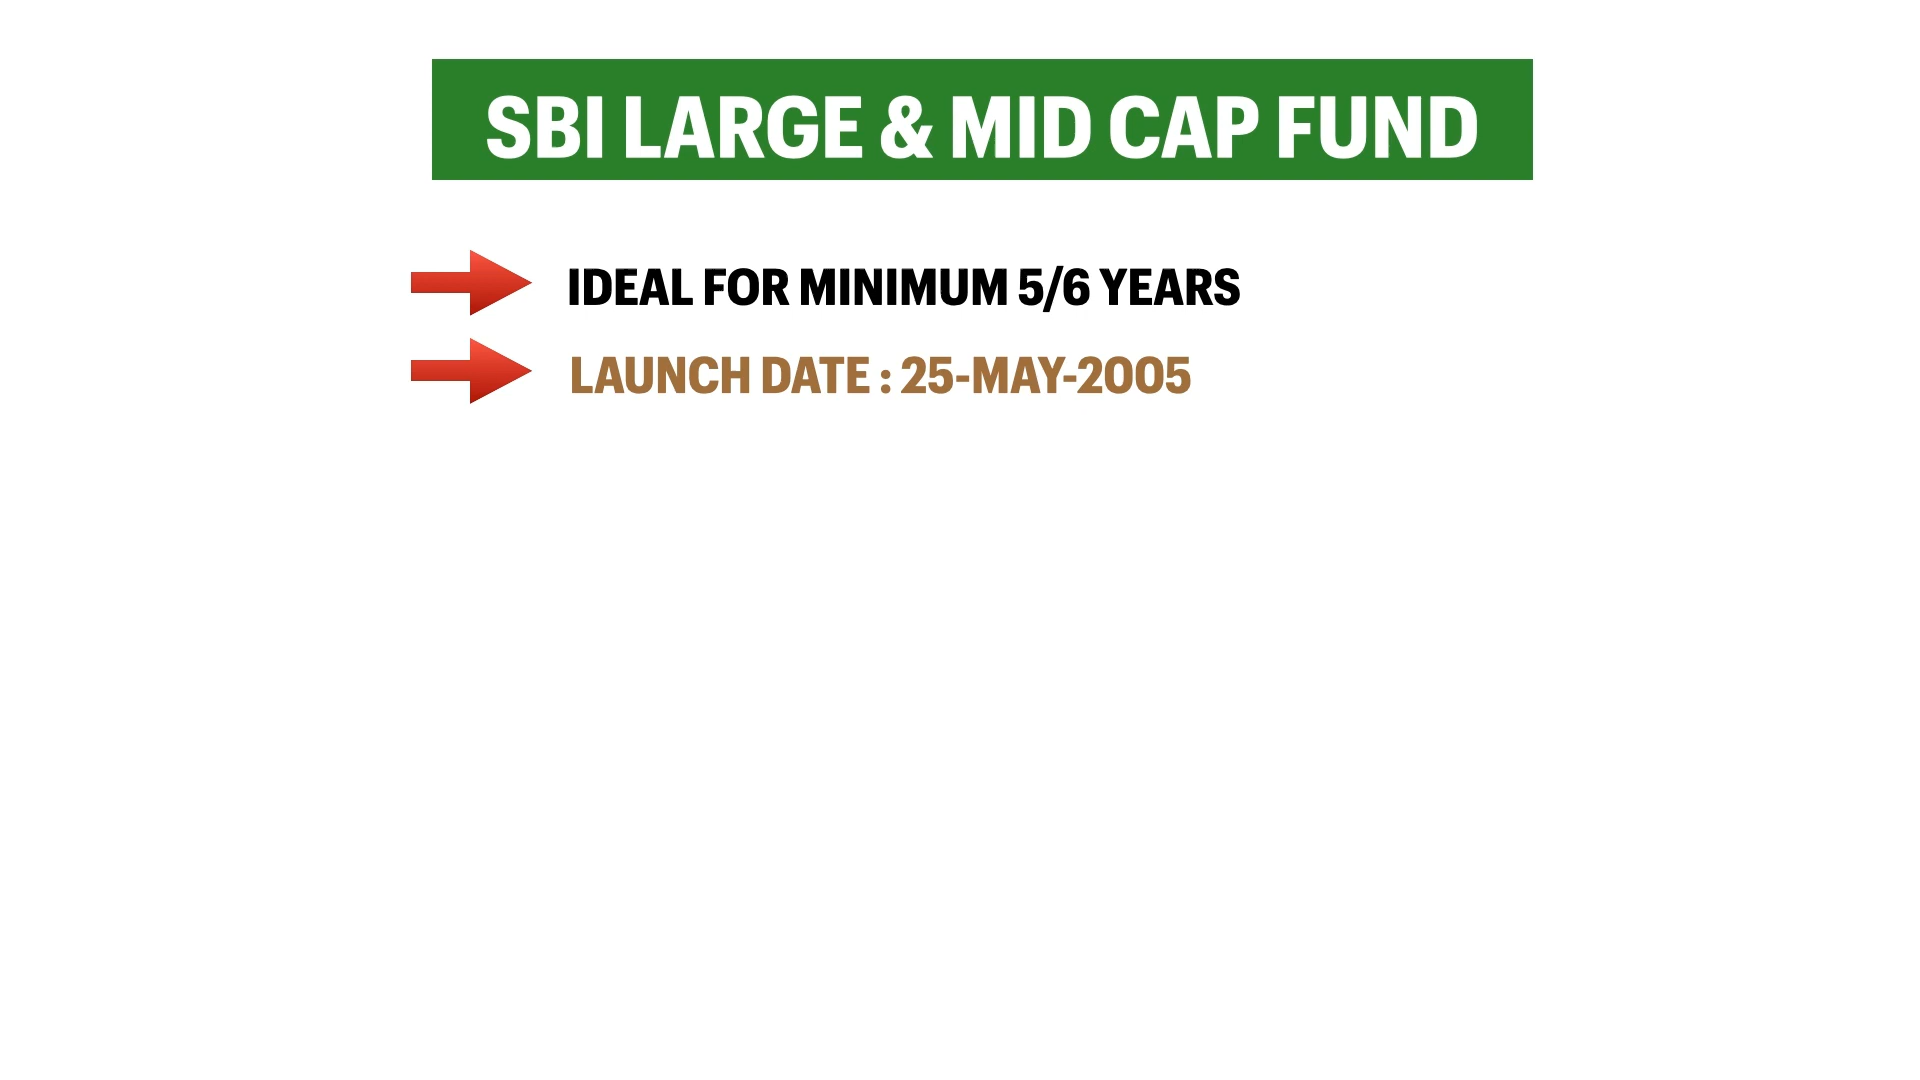 SBI LARGE & MID CAP FUND
IDEAL FOR MINIMUM 5/6 YEARS
LAUNCH DATE : 25-MAY-2005